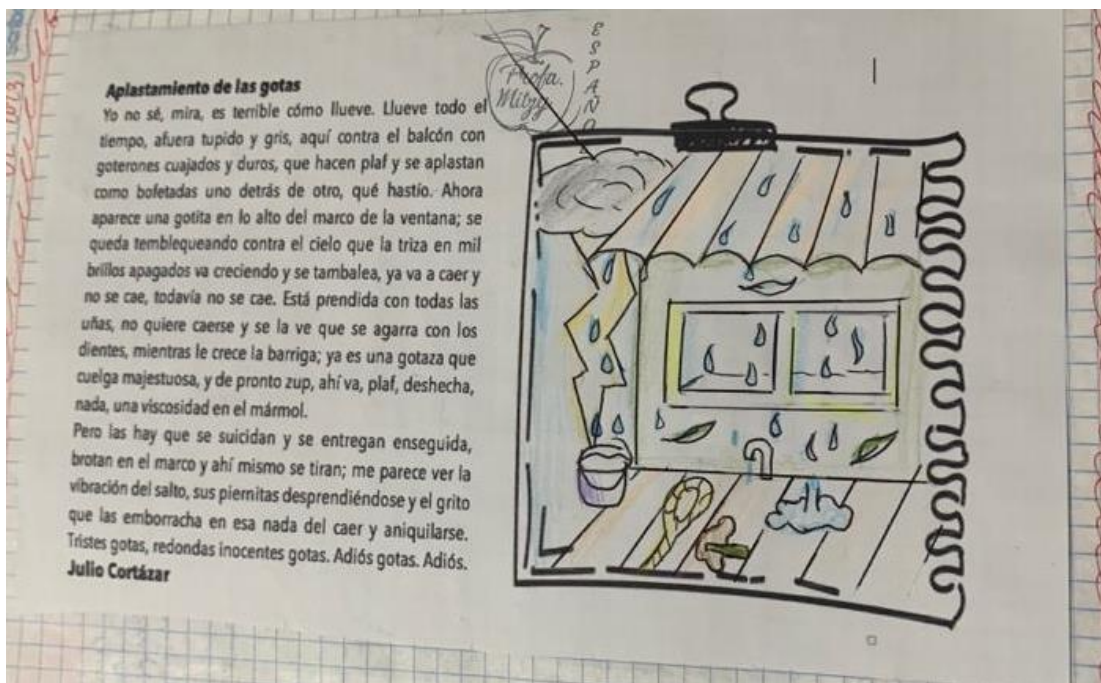 Aplastamiento de las gotas
Yo no sé, mira, es terrible cómo llueve. Llueve todo el
tiempo, afuera tupido y gris, aquí contra el balcón con
goterones cuajados y duros, que hacen plaf y se aplastan
como bofetadas uno detrás de otro, qué hastío. Ahora
aparece una gotita en lo alto del marco de la ventana; se
queda temblequeando contra el cielo que la triza en mil
brillos apagados va creciendo y se tambalea, ya va a caer y
no se cae, todavía no se cae. Está prendida con todas las
uñas, no quiere caerse y se la ve que se agarra con los
dientes, mientras le crece la barriga; ya es una gotaza que
cuelga majestuosa, y de pronto zup, ahí va, plaf, deshecha,
nada, una viscosidad en el mármol.
Pero las hay que se suicidan y se entregan enseguida,
brotan en el marco y ahí mismo se tiran; me parece ver la
vibración del salto, sus piernitas desprendiéndose y el grito
que las emborracha en esa nada del caer y aniquilarse.
Tristes gotas, redondas inocentes gotas. Adiós gotas. Adiós.
Julio Cortázar
Profa.
Mitzy
ESPAÑO